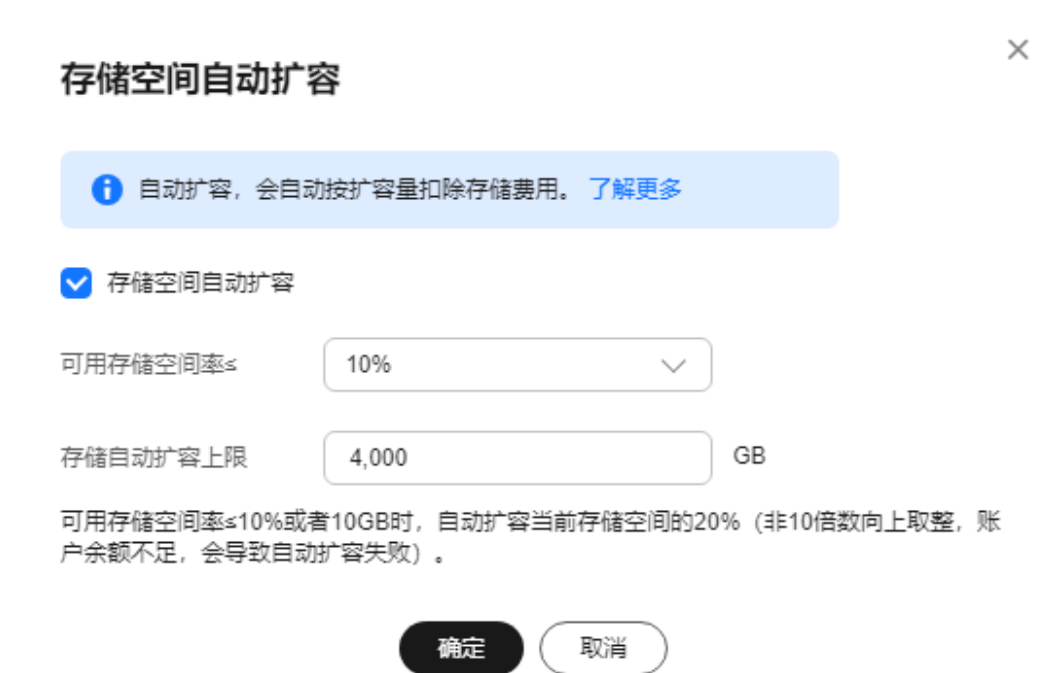 存储空间自动扩容
自动扩容，会自动按扩容量扣除存储费用。 了解更多
存储空间自动扩容
可用存储空间率≤ 10%
存储自动扩容上限 4,000 GB
可用存储空间率≤10%或者10GB时，自动扩容当前存储空间的20%（非10倍数向上取整，账
户余额不足，会导致自动扩容失败）。
确定 取消